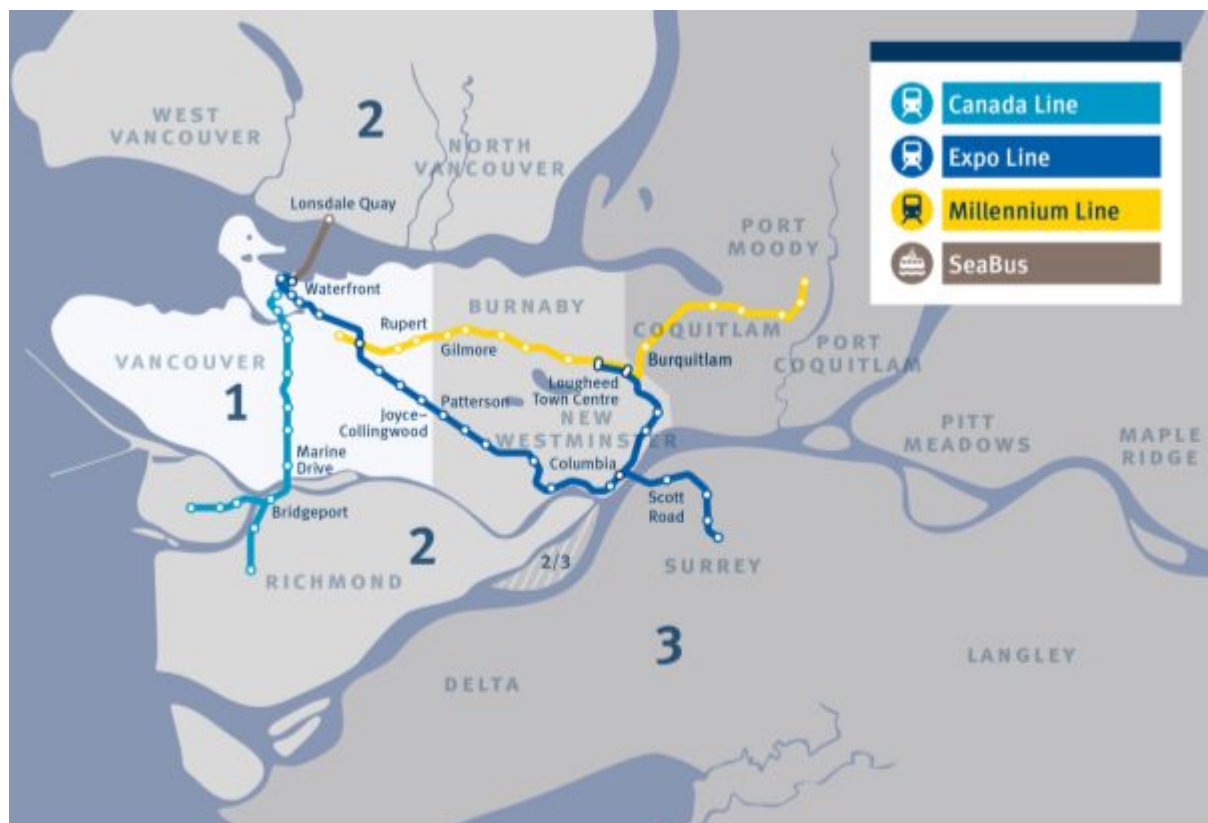 WEST
VANCOUVER
2
NORTH
VANCOUVER
Lonsdale Quay
Canada Line
Expo Line
Millennium Line
SeaBus
PORT
MOODY
Waterfront
BURNABY
Rupert
Gilmore
COQUITLAM
Burquitlam
PORT
COQUITLAM
VANCOUVER
1
Lougheed
Town Centre
Patterson
Joyce–
Collingwood
NEW
WESTMINSTER
PITT
MEADOWS
MAPLE
RIDGE
Marine
Drive
Columbia
Bridgeport
Scott
Road
2
2/3
RICHMOND
SURREY
3
DELTA
LANGLEY